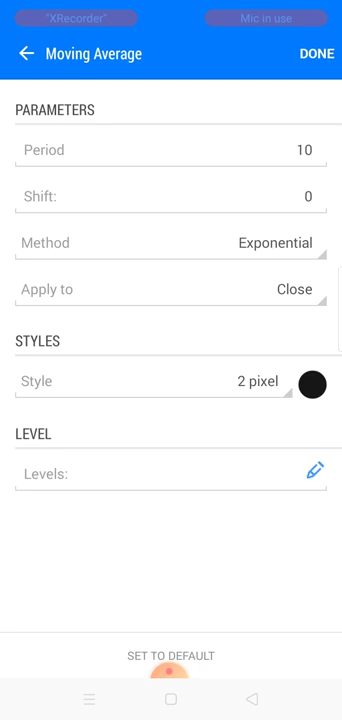 "XRecorder" Mic in use
Moving Average DONE
PARAMETERS
Period 10
Shift: 0
Method Exponential
Apply to Close
STYLES
Style 2 pixel
LEVEL
Levels:
SET TO DEFAULT